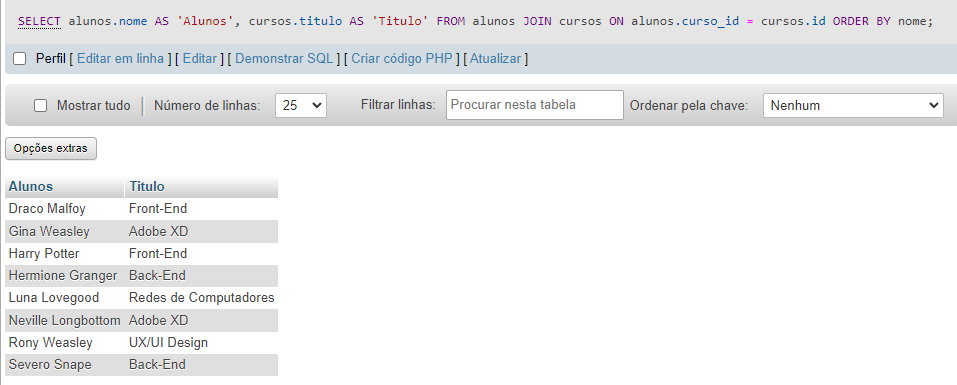 SELECT alunos.nome AS 'Alunos', cursos.titulo AS 'Titulo' FROM alunos JOIN cursos ON alunos.curso_id = cursos.id ORDER BY nome;
Perfil [ Editar em linha ] [ Editar ] [ Demonstrar SQL ] [ Criar código PHP ] [ Atualizar ]
Mostrar tudo | Número de linhas: 25 Filtrar linhas: Procurar nesta tabela Ordenar pela chave: Nenhum
Opções extras
Alunos Titulo
Draco Malfoy Front-End
Gina Weasley Adobe XD
Harry Potter Front-End
Hermione Granger Back-End
Luna Lovegood Redes de Computadores
Neville Longbottom Adobe XD
Rony Weasley UX/UI Design
Severo Snape Back-End